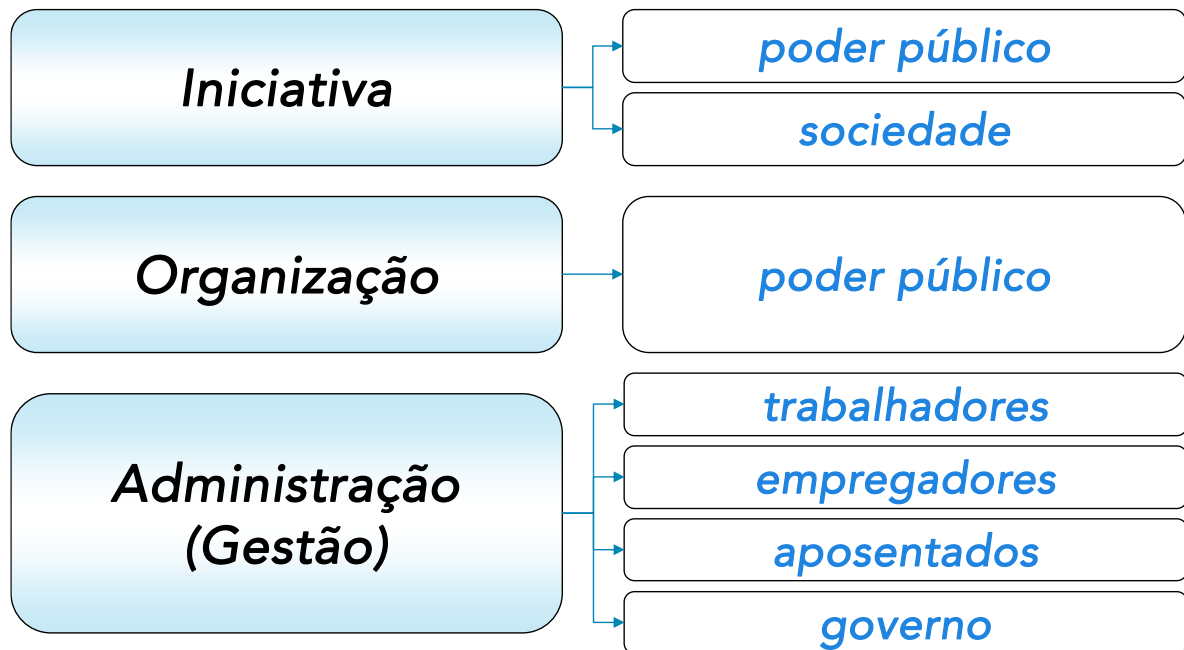 Iniciativa
poder público
sociedade
Organização
poder público
Administração
(Gestão)
trabalhadores
empregadores
aposentados
governo